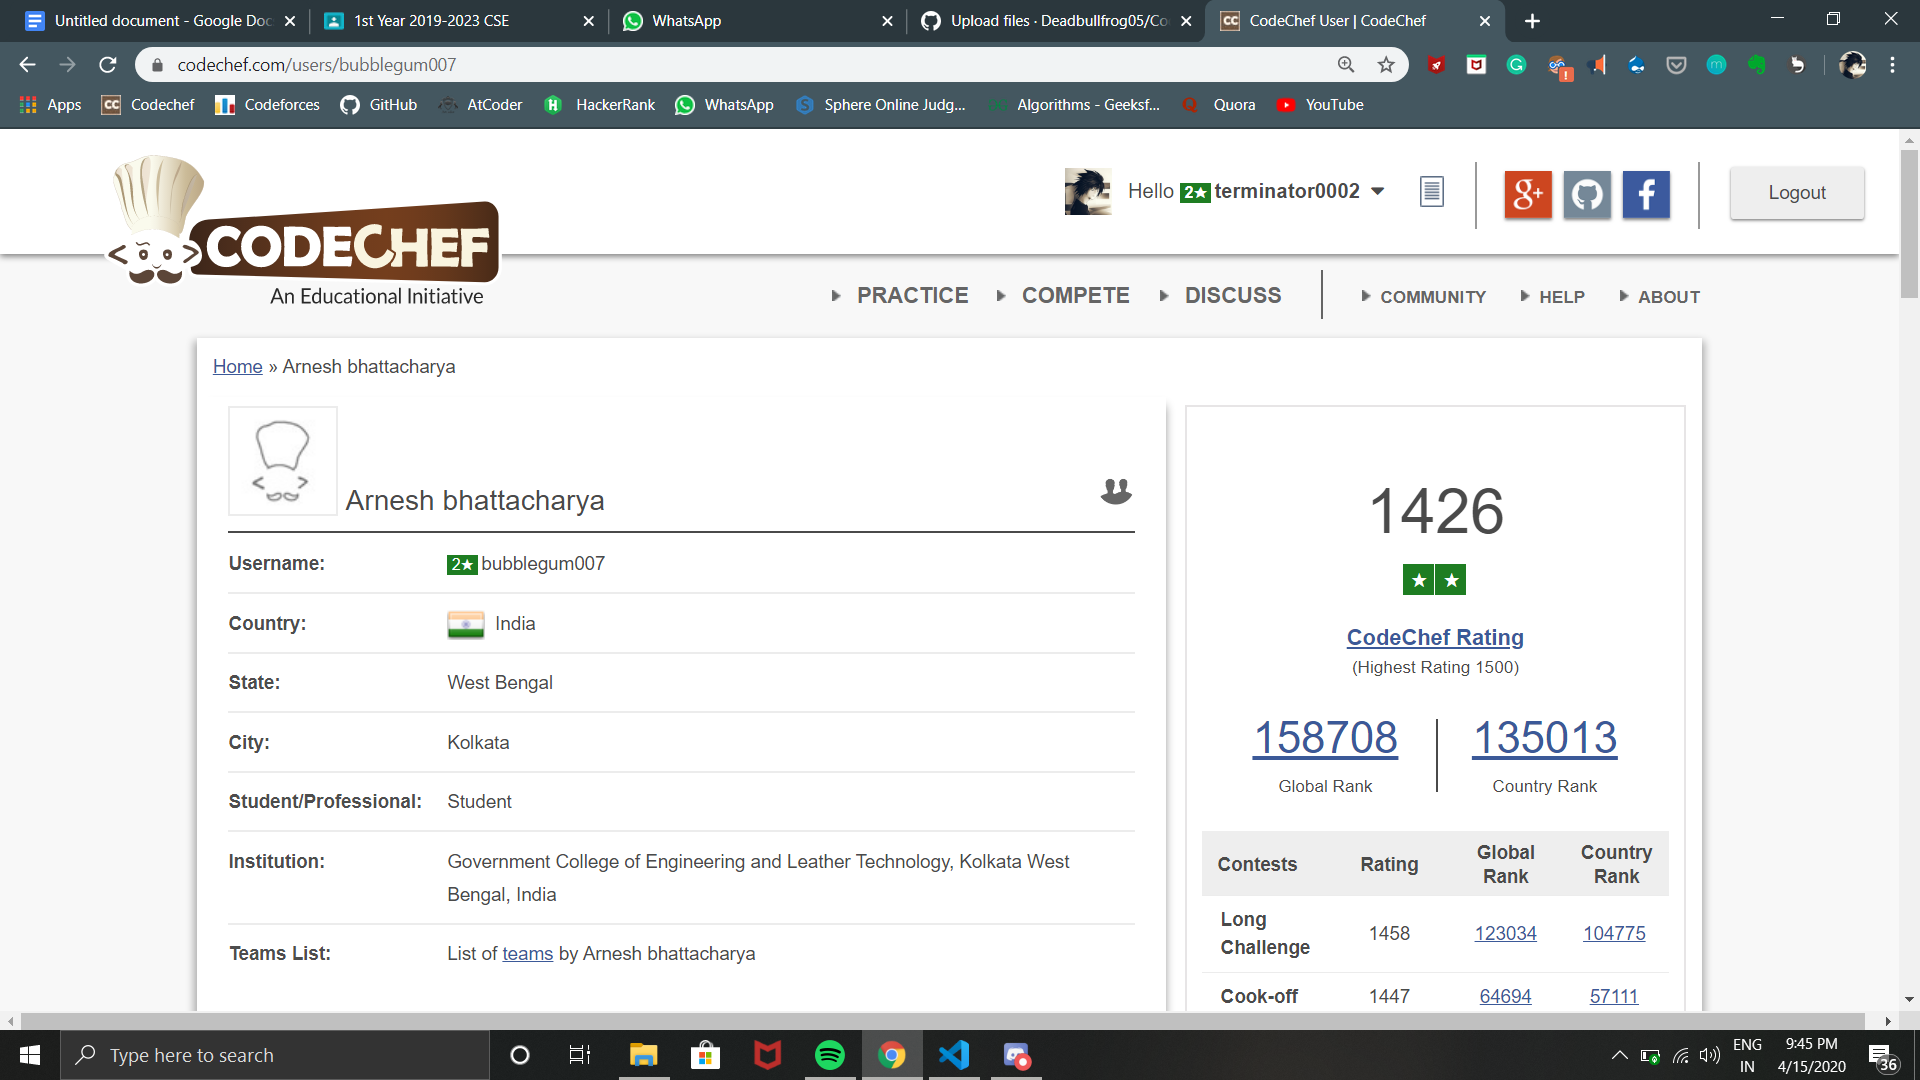 Untitled document - Google Doc
1st Year 2019-2023 CSE
WhatsApp
Upload files · Deadbullfrog05/Co
CodeChef User | CodeChef
codechef.com/users/bubblegum007
Apps
Codechef
Codeforces
GitHub
AtCoder
HackerRank
WhatsApp
Sphere Online Judg...
Algorithms - Geeksf...
Quora
YouTube
CODECHEF
An Educational Initiative
Hello 2★ terminator0002
Logout
PRACTICE
COMPETE
DISCUSS
COMMUNITY
HELP
ABOUT
Home » Arnesh bhattacharya
Arnesh bhattacharya
Username: 2★ bubblegum007
Country: India
State: West Bengal
City: Kolkata
Student/Professional: Student
Institution: Government College of Engineering and Leather Technology, Kolkata West
Bengal, India
Teams List: List of teams by Arnesh bhattacharya
1426
★ ★
CodeChef Rating
(Highest Rating 1500)
158708 135013
Global Rank Country Rank
Contests Rating Global Rank Country Rank
Long Challenge 1458 123034 104775
Cook-off 1447 64694 57111
Type here to search
ENG
IN
9:45 PM
4/15/2020
36